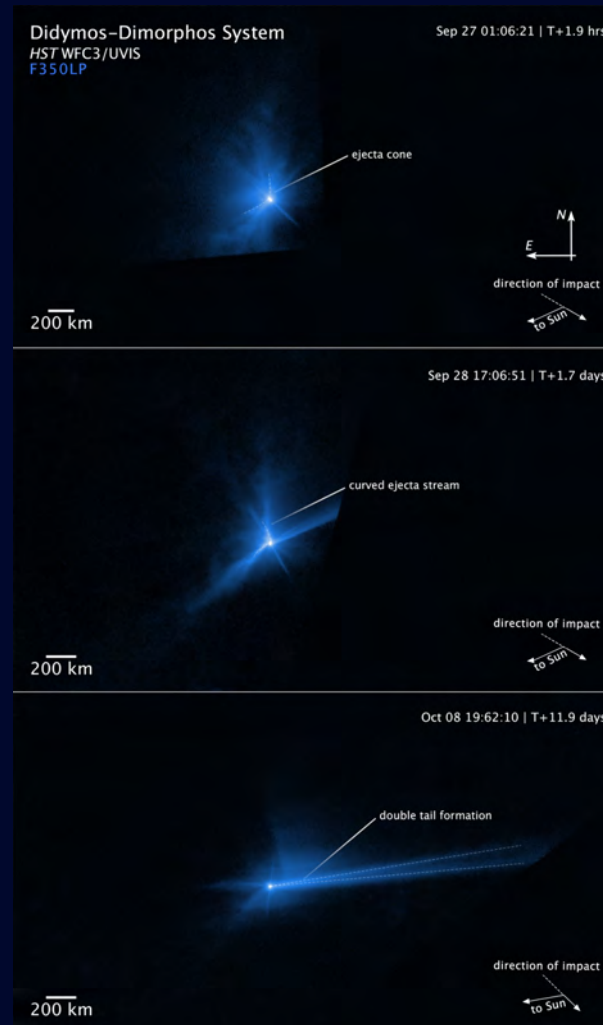 Didymos-Dimorphos System
HST WFC3/UVIS
F350LP
Sep 27 01:06:21 | T+1.9 hrs
ejecta cone
N
E
direction of impact
to Sun
200 km
Sep 28 17:06:51 | T+1.7 days
curved ejecta stream
direction of impact
to Sun
200 km
Oct 08 19:62:10 | T+11.9 days
double tail formation
direction of impact
to Sun
200 km